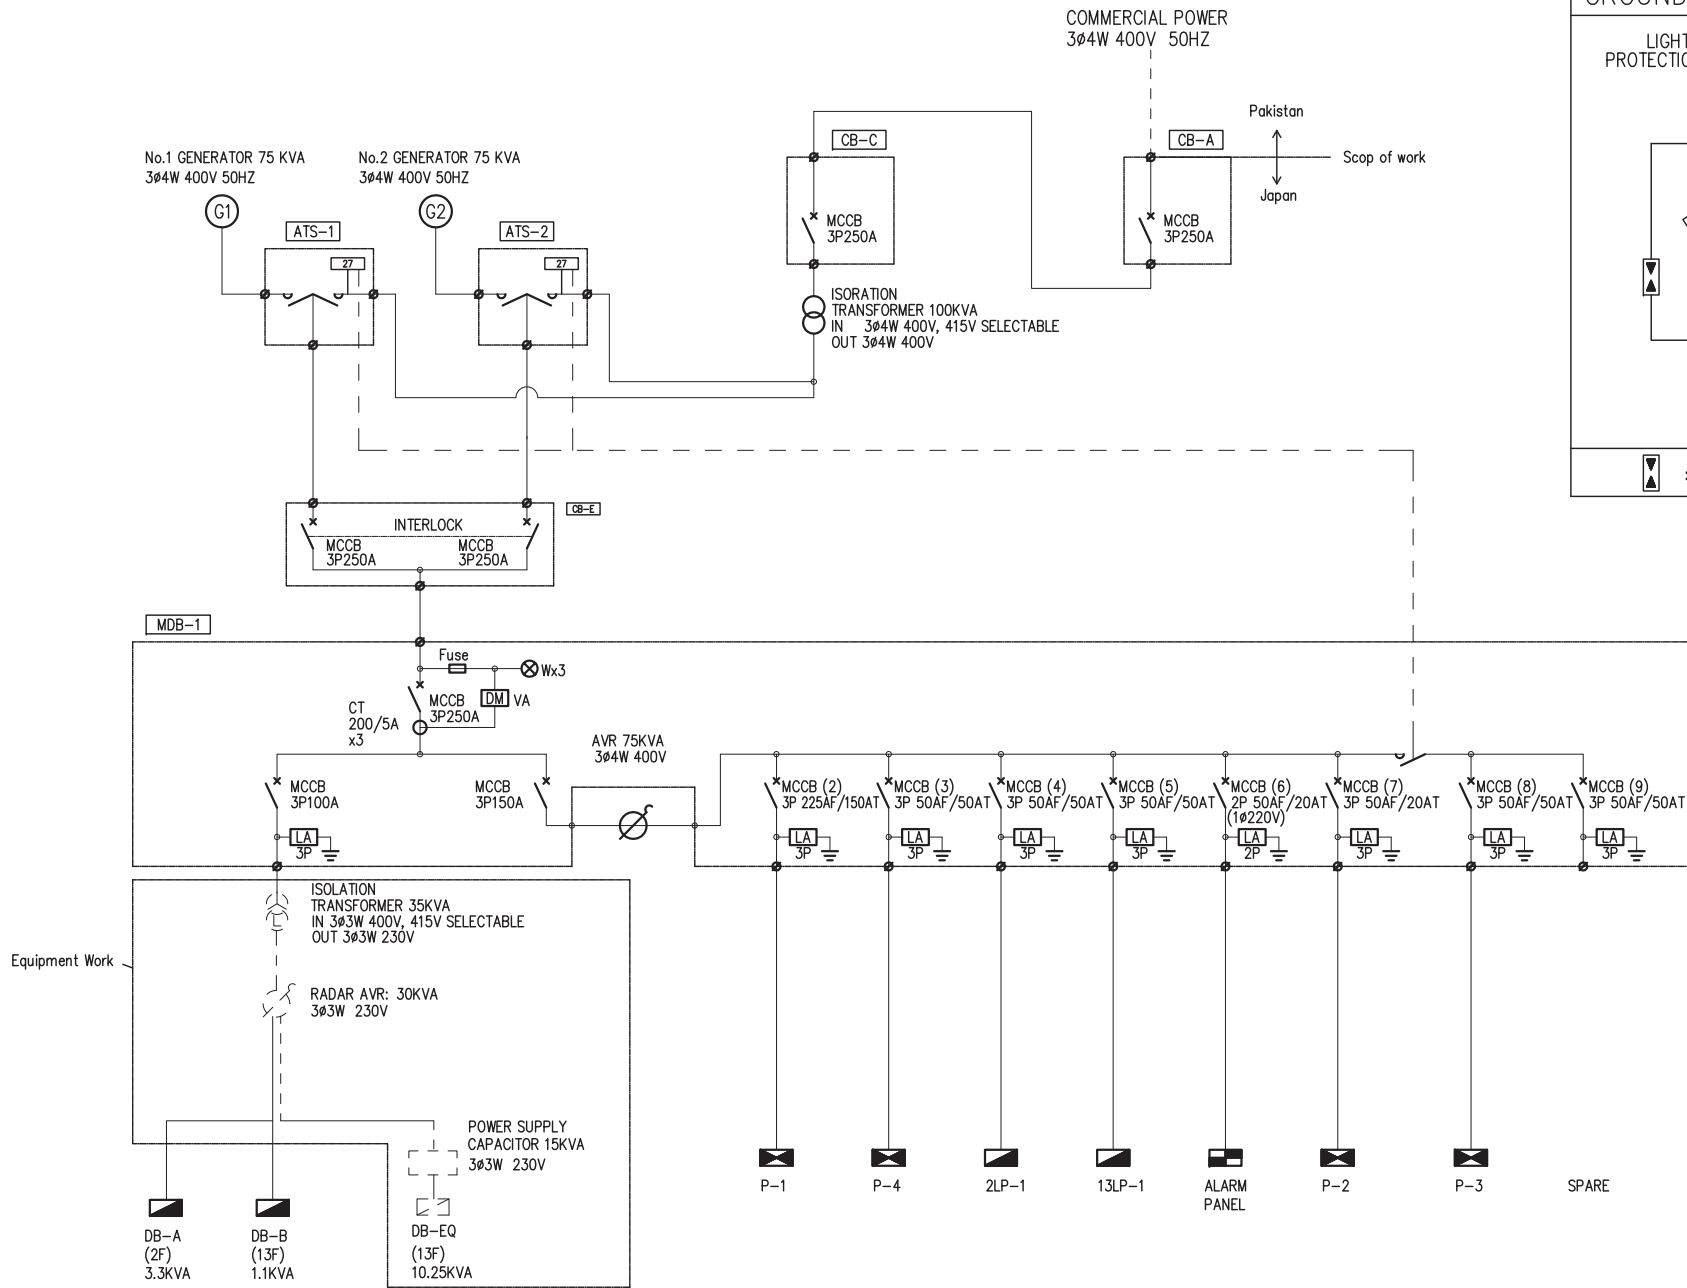 COMMERCIAL POWER
3ø4W 400V 50HZ
LIGHT
PROTECTIO
Pakistan
Scop of work
Japan
CB-C
CB-A
MCCB
3P250A
MCCB
3P250A
No.1 GENERATOR 75 KVA
3ø4W 400V 50HZ
No.2 GENERATOR 75 KVA
3ø4W 400V 50HZ
G1
G2
ATS-1
ATS-2
27
27
ISORATION
TRANSFORMER 100KVA
IN 3ø4W 400V, 415V SELECTABLE
OUT 3ø4W 400V
CB-E
INTERLOCK
MCCB
3P250A
MCCB
3P250A
MDB-1
Fuse
Wx3
DM VA
MCCB
3P250A
CT
200/5A
x3
AVR 75KVA
3ø4W 400V
MCCB
3P100A
MCCB
3P150A
LA
3P
MCCB (2)
3P 225AF/150AT
LA
3P
MCCB (3)
3P 50AF/50AT
LA
3P
MCCB (4)
3P 50AF/50AT
LA
3P
MCCB (5)
3P 50AF/50AT
LA
3P
MCCB (6)
2P 50AF/20AT
(1ø220V)
LA
2P
MCCB (7)
3P 50AF/20AT
LA
3P
MCCB (8)
3P 50AF/50AT
LA
3P
MCCB (9)
3P 50AF/50AT
LA
3P
ISOLATION
TRANSFORMER 35KVA
IN 3ø3W 400V, 415V SELECTABLE
OUT 3ø3W 230V
Equipment Work
RADAR AVR: 30KVA
3ø3W 230V
POWER SUPPLY
CAPACITOR 15KVA
3ø3W 230V
DB-A
(2F)
3.3KVA
DB-B
(13F)
1.1KVA
DB-EQ
(13F)
10.25KVA
P-1
P-4
2LP-1
13LP-1
ALARM
PANEL
P-2
P-3
SPARE